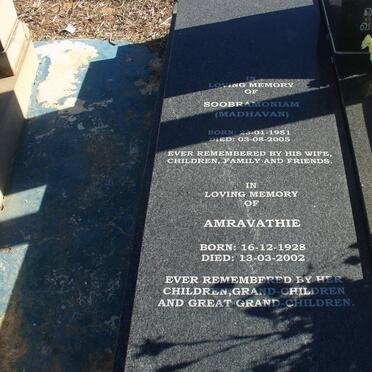 IN
LOVING MEMORY
OF
SOOBRAMONIAM
(MADHAVAN)
BORN: 23-01-1951
DIED: 03-08-2005
EVER REMEMBERED BY HIS WIFE,
CHILDREN, FAMILY AND FRIENDS.
IN
LOVING MEMORY
OF
AMRAVATHIE
BORN: 16-12-1928
DIED: 13-03-2002
EVER REMEMBERED BY HER
CHILDREN,GRAND-CHILDREN
AND GREAT GRAND-CHILDREN.